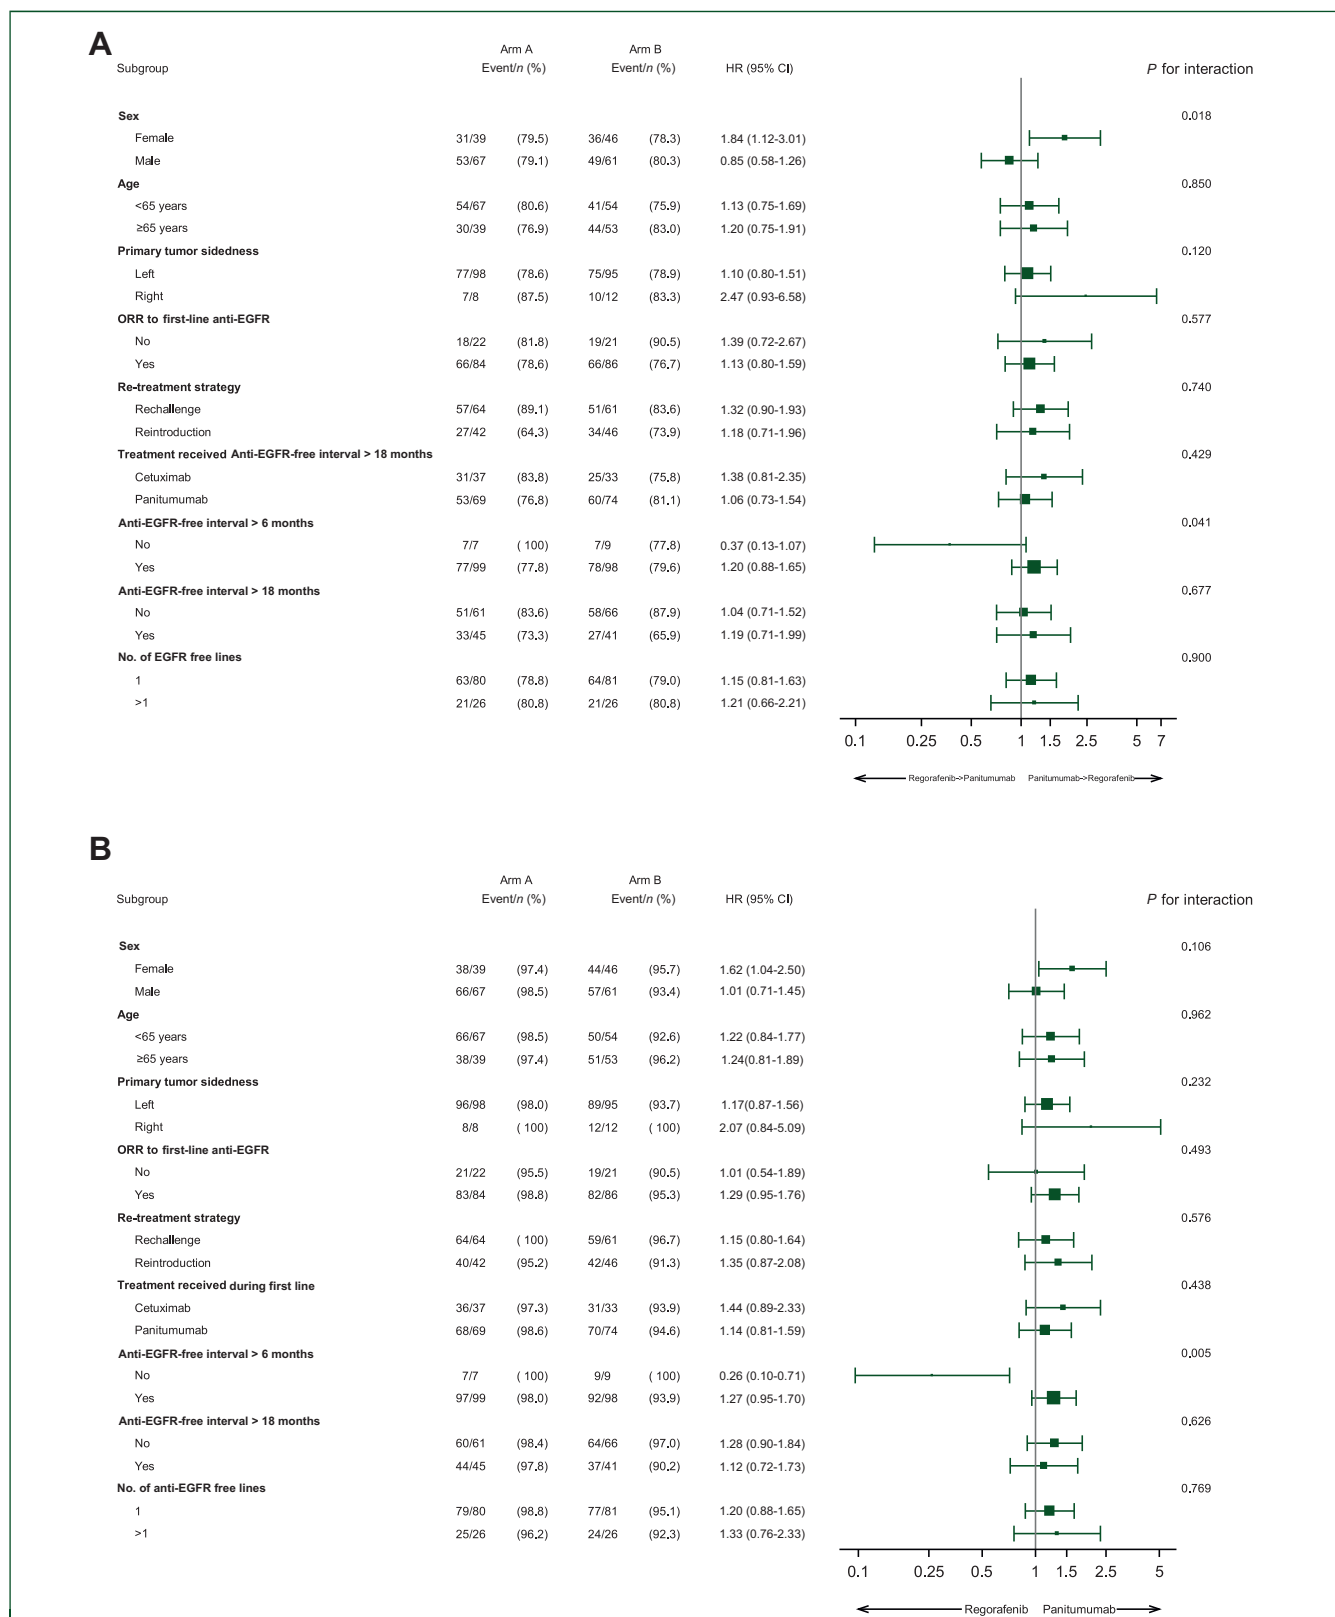 A
Arm A Arm B
Subgroup Event/n (%) Event/n (%) HR (95% CI) P for interaction
Sex 0.018
Female 31/39 (79.5) 36/46 (78.3) 1.84 (1.12-3.01)
Male 53/67 (79.1) 49/61 (80.3) 0.85 (0.58-1.26)
Age 0.850
<65 years 54/67 (80.6) 41/54 (75.9) 1.13 (0.75-1.69)
≥65 years 30/39 (76.9) 44/53 (83.0) 1.20 (0.75-1.91)
Primary tumor sidedness 0.120
Left 77/98 (78.6) 75/95 (78.9) 1.10 (0.80-1.51)
Right 7/8 (87.5) 10/12 (83.3) 2.47 (0.93-6.58)
ORR to first-line anti-EGFR 0.577
No 18/22 (81.8) 19/21 (90.5) 1.39 (0.72-2.67)
Yes 66/84 (78.6) 66/86 (76.7) 1.13 (0.80-1.59)
Re-treatment strategy 0.740
Rechallenge 57/64 (89.1) 51/61 (83.6) 1.32 (0.90-1.93)
Reintroduction 27/42 (64.3) 34/46 (73.9) 1.18 (0.71-1.96)
Treatment received Anti-EGFR-free interval > 18 months 0.429
Cetuximab 31/37 (83.8) 25/33 (75.8) 1.38 (0.81-2.35)
Panitumumab 53/69 (76.8) 60/74 (81.1) 1.06 (0.73-1.54)
Anti-EGFR-free interval > 6 months 0.041
No 7/7 ( 100) 7/9 (77.8) 0.37 (0.13-1.07)
Yes 77/99 (77.8) 78/98 (79.6) 1.20 (0.88-1.65)
Anti-EGFR-free interval > 18 months 0.677
No 51/61 (83.6) 58/66 (87.9) 1.04 (0.71-1.52)
Yes 33/45 (73.3) 27/41 (65.9) 1.19 (0.71-1.99)
No. of EGFR free lines 0.900
1 63/80 (78.8) 64/81 (79.0) 1.15 (0.81-1.63)
>1 21/26 (80.8) 21/26 (80.8) 1.21 (0.66-2.21)
0.1 0.25 0.5 1 1.5 2.5 5 7
Regorafenib->Panitumumab Panitumumab->Regorafenib
B
Arm A Arm B
Subgroup Event/n (%) Event/n (%) HR (95% CI) P for interaction
Sex 0.106
Female 38/39 (97.4) 44/46 (95.7) 1.62 (1.04-2.50)
Male 66/67 (98.5) 57/61 (93.4) 1.01 (0.71-1.45)
Age 0.962
<65 years 66/67 (98.5) 50/54 (92.6) 1.22 (0.84-1.77)
≥65 years 38/39 (97.4) 51/53 (96.2) 1.24(0.81-1.89)
Primary tumor sidedness 0.232
Left 96/98 (98.0) 89/95 (93.7) 1.17(0.87-1.56)
Right 8/8 ( 100) 12/12 ( 100) 2.07 (0.84-5.09)
ORR to first-line anti-EGFR 0.493
No 21/22 (95.5) 19/21 (90.5) 1.01 (0.54-1.89)
Yes 83/84 (98.8) 82/86 (95.3) 1.29 (0.95-1.76)
Re-treatment strategy 0.576
Rechallenge 64/64 ( 100) 59/61 (96.7) 1.15 (0.80-1.64)
Reintroduction 40/42 (95.2) 42/46 (91.3) 1.35 (0.87-2.08)
Treatment received during first line 0.438
Cetuximab 36/37 (97.3) 31/33 (93.9) 1.44 (0.89-2.33)
Panitumumab 68/69 (98.6) 70/74 (94.6) 1.14 (0.81-1.59)
Anti-EGFR-free interval > 6 months 0.005
No 7/7 ( 100) 9/9 ( 100) 0.26 (0.10-0.71)
Yes 97/99 (98.0) 92/98 (93.9) 1.27 (0.95-1.70)
Anti-EGFR-free interval > 18 months 0.626
No 60/61 (98.4) 64/66 (97.0) 1.28 (0.90-1.84)
Yes 44/45 (97.8) 37/41 (90.2) 1.12 (0.72-1.73)
No. of anti-EGFR free lines 0.769
1 79/80 (98.8) 77/81 (95.1) 1.20 (0.88-1.65)
>1 25/26 (96.2) 24/26 (92.3) 1.33 (0.76-2.33)
0.1 0.25 0.5 1 1.5 2.5 5
Regorafenib Panitumumab